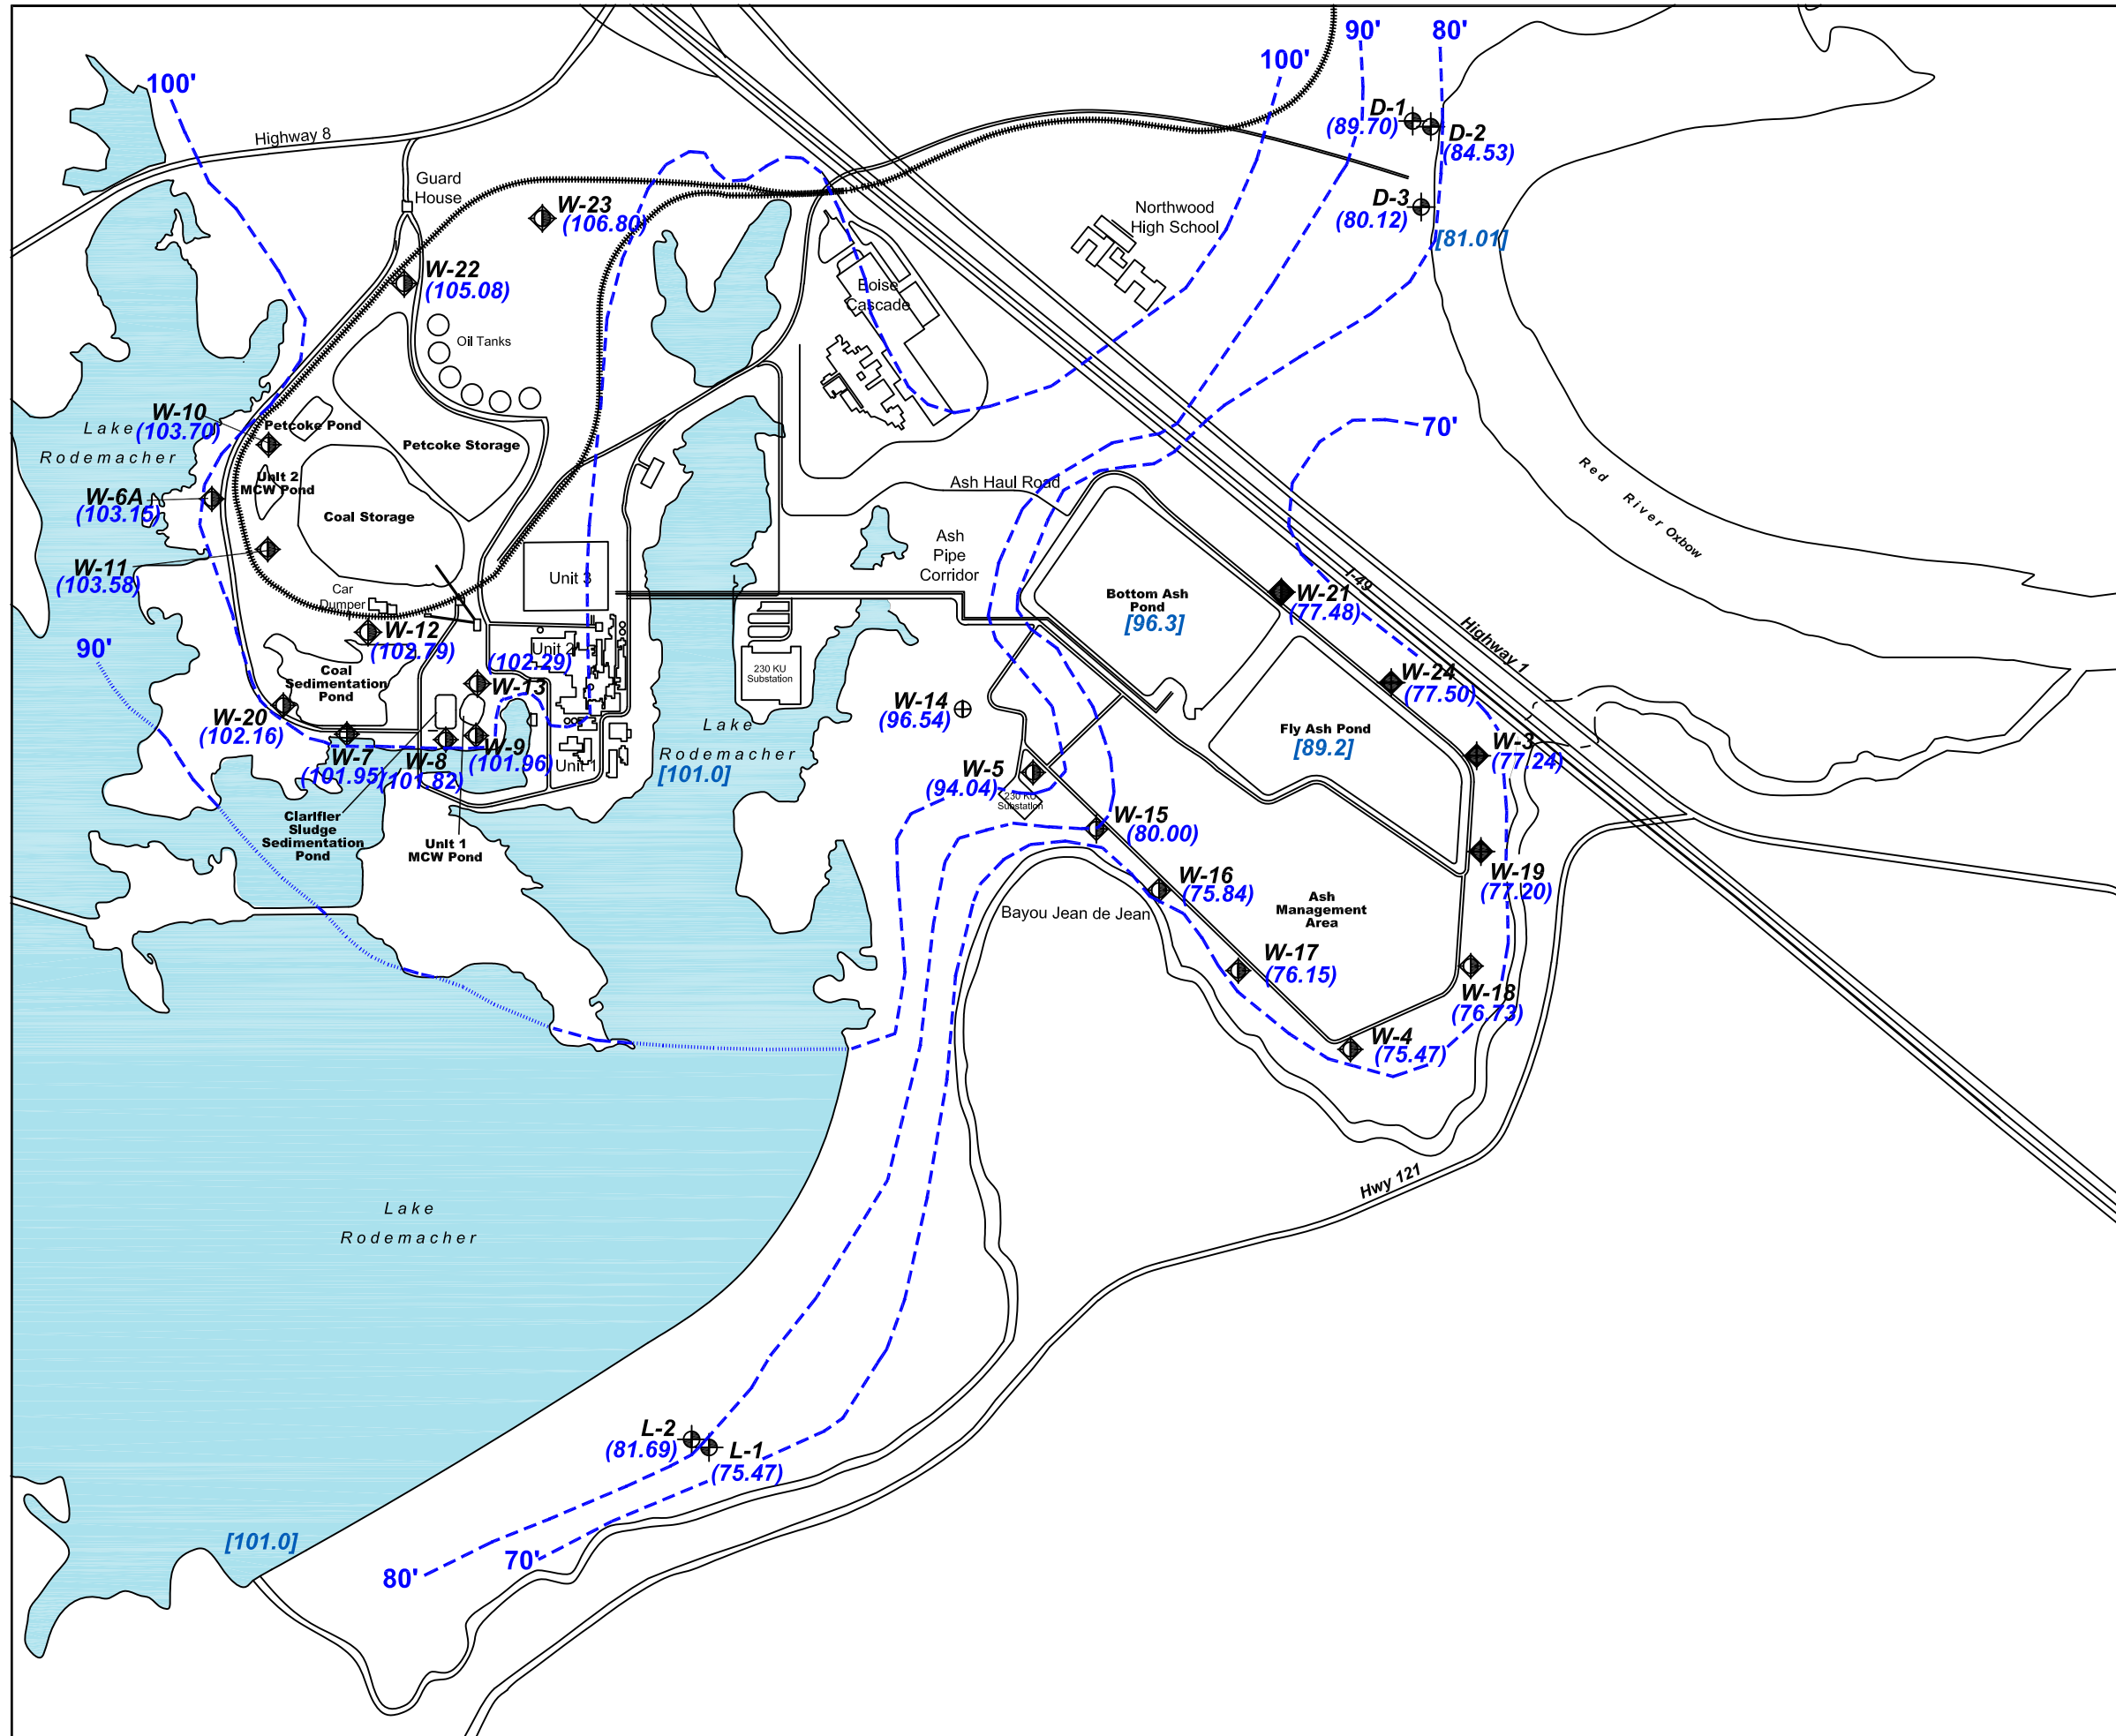 90'
80'
100'
100'
D-1
(89.70)
D-2
(84.53)
Highway 8
Guard
House
W-23
(106.80)
D-3
(80.12)
[81.01]
Northwood
High School
W-22
(105.08)
Boise
Cascade
Oil Tanks
W-10
(103.70)
Lake
Rodemacher
Petcoke Pond
Petcoke Storage
70'
Unit 2
MCW Pond
W-6A
(103.15)
Coal Storage
Ash Haul Road
Red River Oxbow
W-11
(103.58)
Unit 3
Ash
Pipe
Corridor
Car
Dumper
I-49
Bottom Ash
Pond
[96.3]
W-21
(77.48)
Highway 1
W-12
(102.79)
90'
Unit 2
(102.29)
W-13
Coal
Sedimentation
Pond
230 KU
Substation
W-24
(77.50)
W-14
(96.54)
W-20
(102.16)
Fly Ash Pond
[89.2]
W-3
(77.24)
W-7
(101.95)
W-8
(101.82)
W-9
(101.96)
Unit 1
Lake
Rodemacher
[101.0]
W-5
(94.04)
230 KU
Substation
W-15
(80.00)
Clarifier
Sludge
Sedimentation
Pond
Unit 1
MCW Pond
W-16
(75.84)
W-19
(77.20)
Bayou Jean de Jean
Ash
Management
Area
W-17
(76.15)
W-18
(76.73)
W-4
(75.47)
Hwy 121
Lake
Rodemacher
L-2
(81.69)
L-1
(75.47)
[101.0]
70'
80'